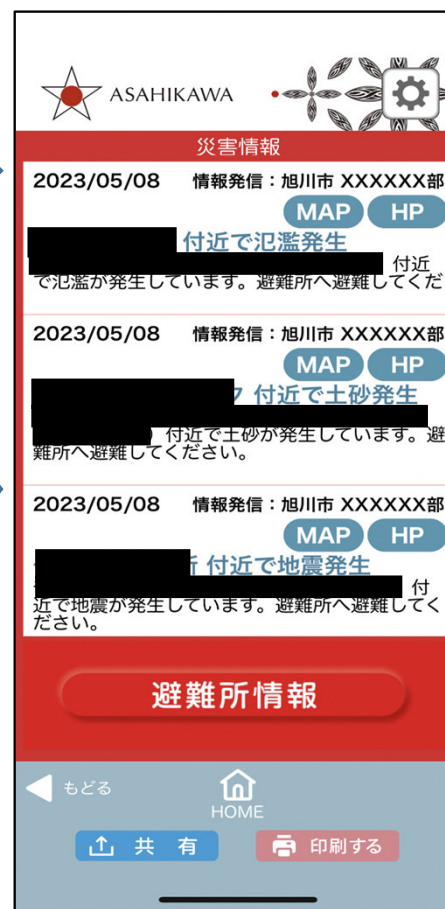 ASAHIKAWA
災害情報
2023/05/08 情報発信：旭川市 XXXXXX部
MAP HP
付近で氾濫発生
付近
で氾濫が発生しています。避難所へ避難してくだ
2023/05/08 情報発信：旭川市 XXXXXX部
MAP HP
付近で土砂発生
）付近で土砂が発生しています。避
難所へ避難してください。
2023/05/08 情報発信：旭川市 XXXXXX部
MAP HP
付近で地震発生
付
近で地震が発生しています。避難所へ避難してく
ださい。
避難所情報
もどる
HOME
共有
印刷する